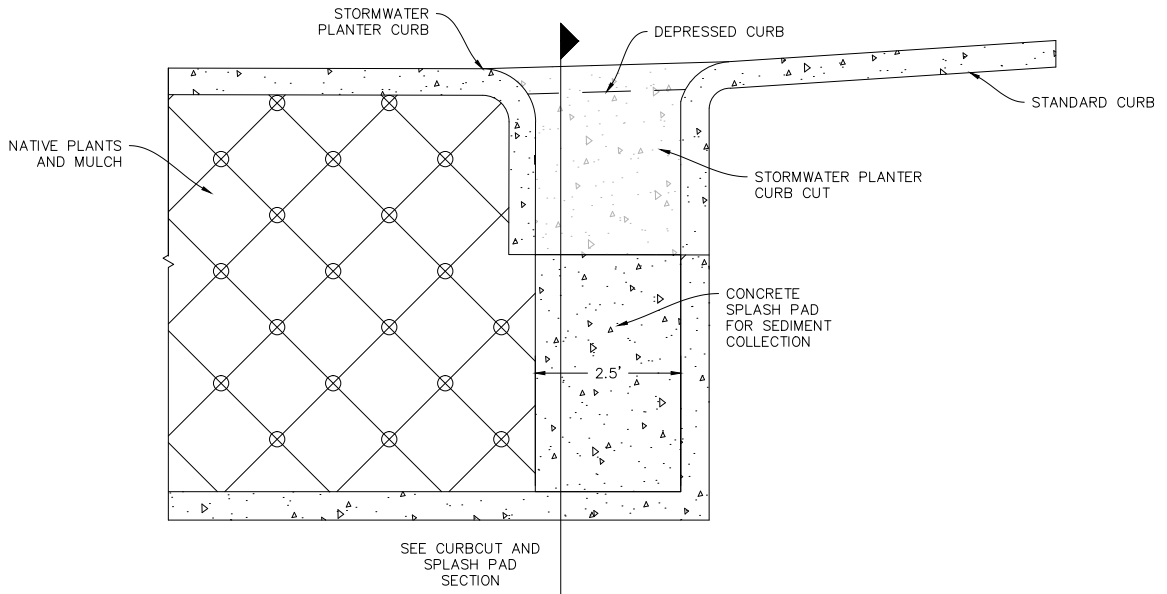 STORMWATER
PLANTER CURB
DEPRESSED CURB
STANDARD CURB
NATIVE PLANTS
AND MULCH
STORMWATER PLANTER
CURB CUT
CONCRETE
SPLASH PAD
FOR SEDIMENT
COLLECTION
2.5'
SEE CURBCUT AND
SPLASH PAD
SECTION